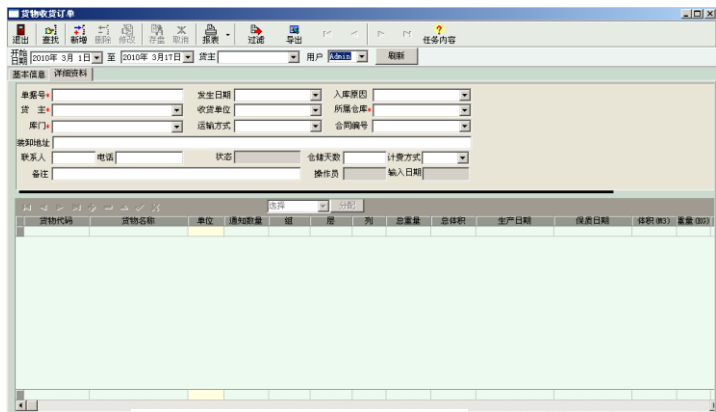 货物收货订单
退出 查找 新增 删除 修改 存盘 取消 报表 过滤 导出 任务内容
开始日期 2010年 3月 1日 至 2010年 3月17日 货主 用户 Admin 刷新
基本信息 详细资料
单据号* 发生日期 入库原因
货 主* 收货单位 所属仓库*
库门* 运输方式 合同编号
装卸地址
联系人 电话 状态 仓储天数 计费方式
备注 操作员 输入日期
选择 分配
货物代码 货物名称 单位 通知数量 组 层 列 总重量 总体积 生产日期 保质日期 体积(M3) 重量(KG)